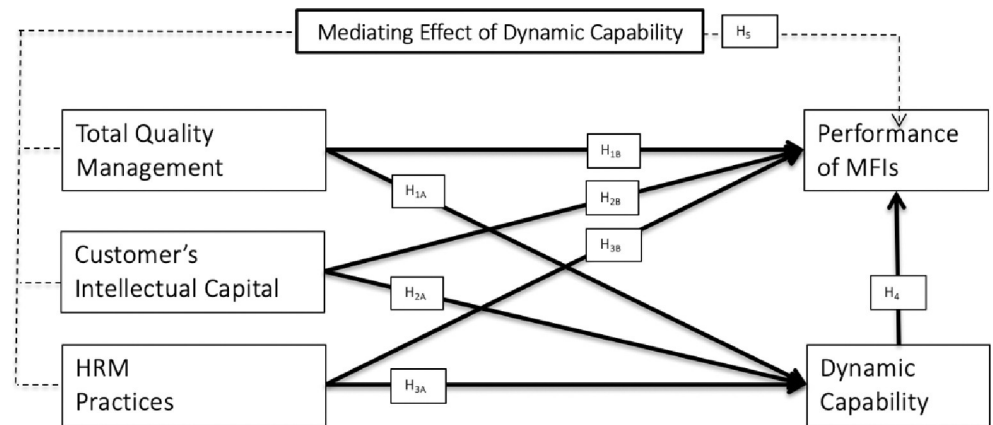 Mediating Effect of Dynamic Capability
H₅
Total Quality
Management
H₁B
Performance
of MFIs
H₁A
H₂B
Customer’s
Intellectual Capital
H₃B
H₂A
H₄
HRM
Practices
H₃A
Dynamic
Capability